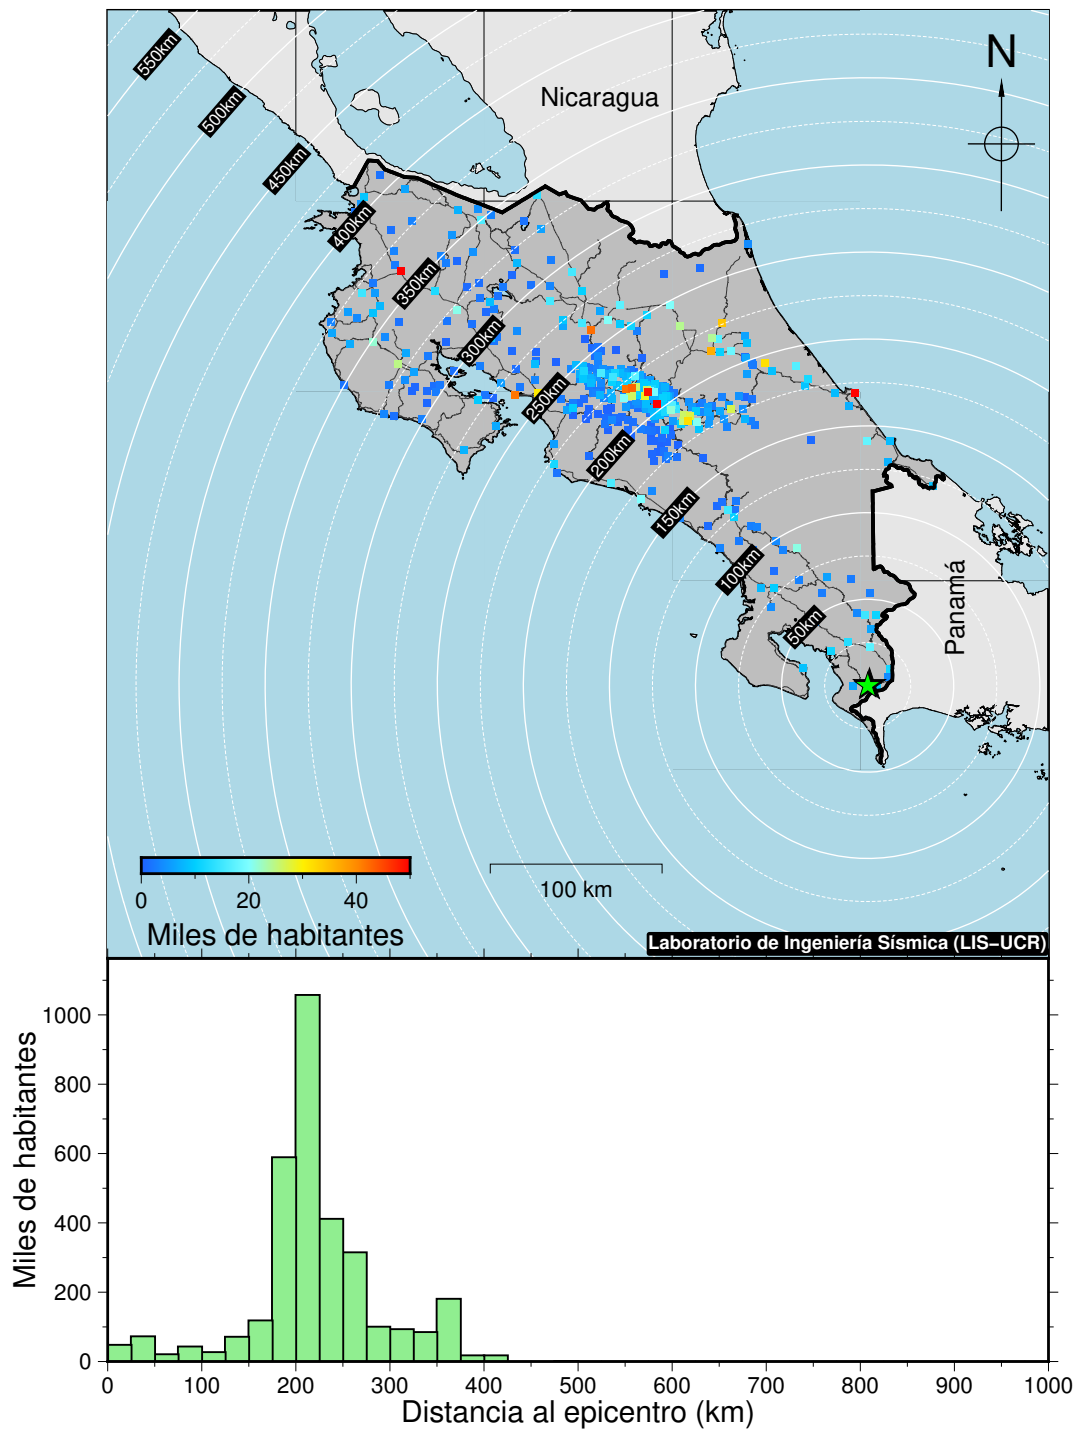 550km
500km
450km
400km
350km
300km
250km
200km
150km
100km
50km
Nicaragua
N
Panamá
0 20 40
Miles de habitantes
100 km
Laboratorio de Ingeniería Sísmica (LIS−UCR)
Miles de habitantes
1000
800
600
400
200
0
0 100 200 300 400 500 600 700 800 900 1000
Distancia al epicentro (km)